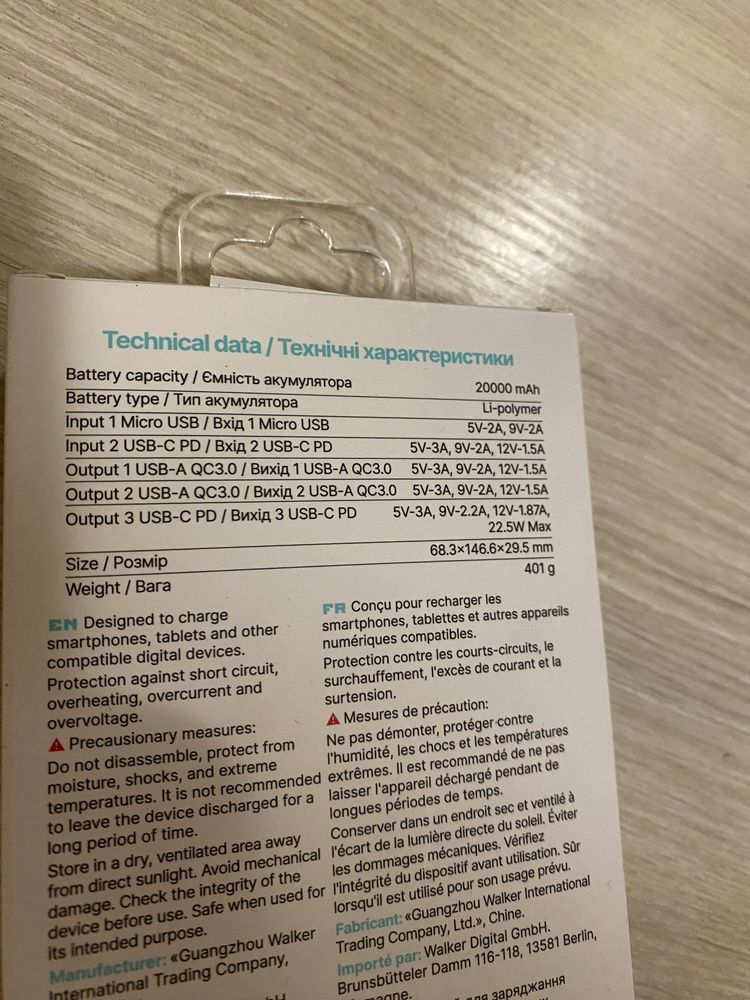 Technical data / Технічні характеристики
Battery capacity / Ємність акумулятора 20000 mAh
Battery type / Тип акумулятора Li-polymer
Input 1 Micro USB / Вхід 1 Micro USB 5V-2A, 9V-2A
Input 2 USB-C PD / Вхід 2 USB-C PD 5V-3A, 9V-2A, 12V-1.5A
Output 1 USB-A QC3.0 / Вихід 1 USB-A QC3.0 5V-3A, 9V-2A, 12V-1.5A
Output 2 USB-A QC3.0 / Вихід 2 USB-A QC3.0 5V-3A, 9V-2A, 12V-1.5A
Output 3 USB-C PD / Вихід 3 USB-C PD 5V-3A, 9V-2.2A, 12V-1.87A,
22.5W Max
Size / Розмір 68.3×146.6×29.5 mm
Weight / Вага 401 g
EN Designed to charge
smartphones, tablets and other
compatible digital devices.
Protection against short circuit,
overheating, overcurrent and
overvoltage.
Precausionary measures:
Do not disassemble, protect from
moisture, shocks, and extreme
temperatures. It is not recommended
to leave the device discharged for a
long period of time.
Store in a dry, ventilated area away
from direct sunlight. Avoid mechanical
damage. Check the integrity of the
device before use. Safe when used for
its intended purpose.
Manufacturer: «Guangzhou Walker
International Trading Company,
FR Conçu pour recharger les
smartphones, tablettes et autres appareils
numériques compatibles.
Protection contre les courts-circuits, le
surchauffement, l'excès de courant et la
surtension.
Mesures de précaution:
Ne pas démonter, protéger contre
l'humidité, les chocs et les températures
extrêmes. Il est recommandé de ne pas
laisser l'appareil déchargé pendant de
longues périodes de temps.
Conserver dans un endroit sec et ventilé à
l'écart de la lumière directe du soleil. Éviter
les dommages mécaniques. Vérifiez
l'intégrité du dispositif avant utilisation. Sûr
lorsqu'il est utilisé pour son usage prévu.
Fabricant: «Guangzhou Walker International
Trading Company, Ltd.», Chine.
Importé par: Walker Digital GmbH.
Brunsbütteler Damm 116-118, 13581 Berlin,
для заряджання